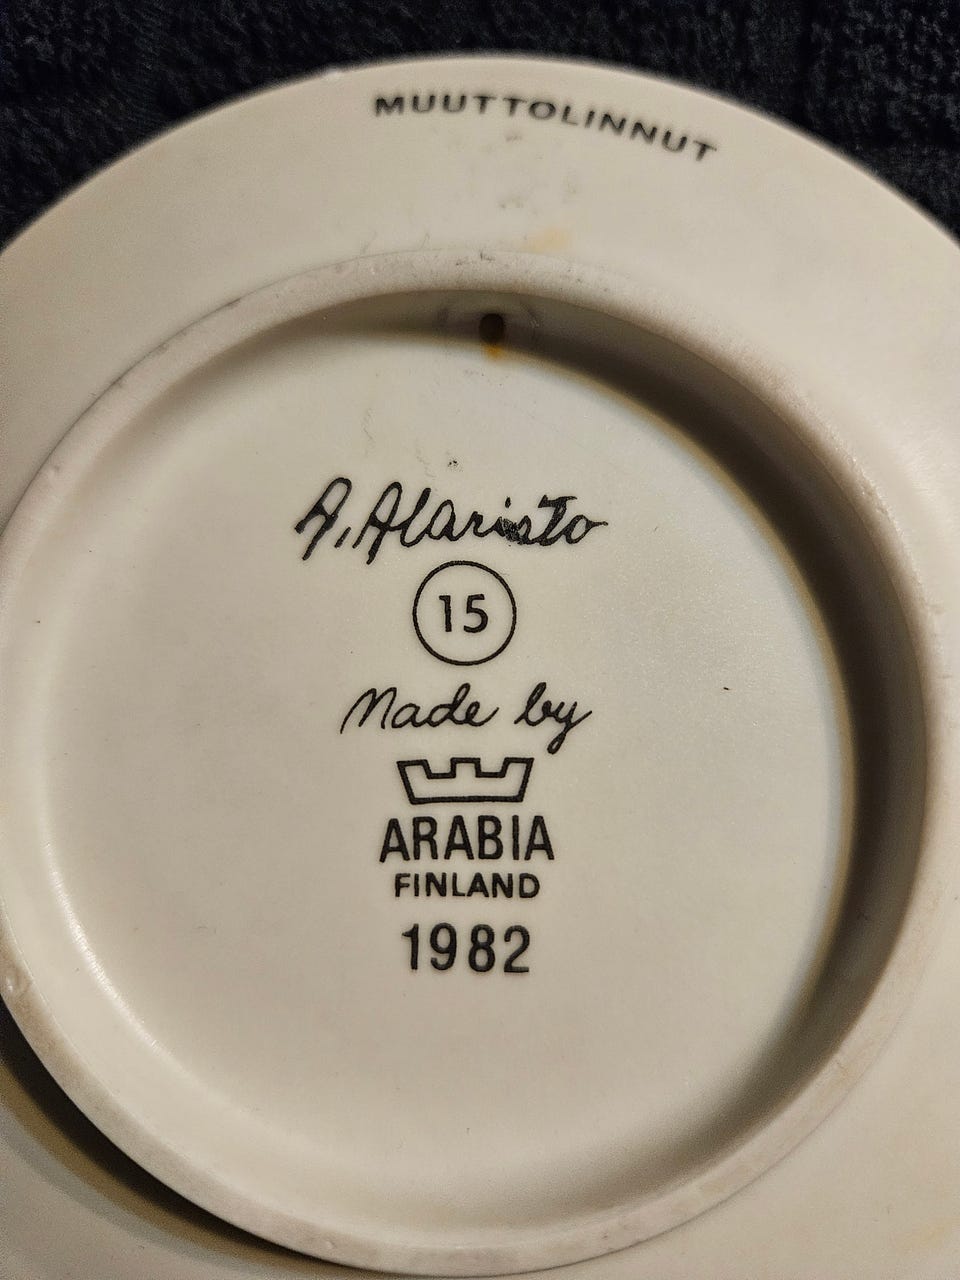 MUUTTOLINNUT
A. Alaristo
15
Made by
ARABIA
FINLAND
1982